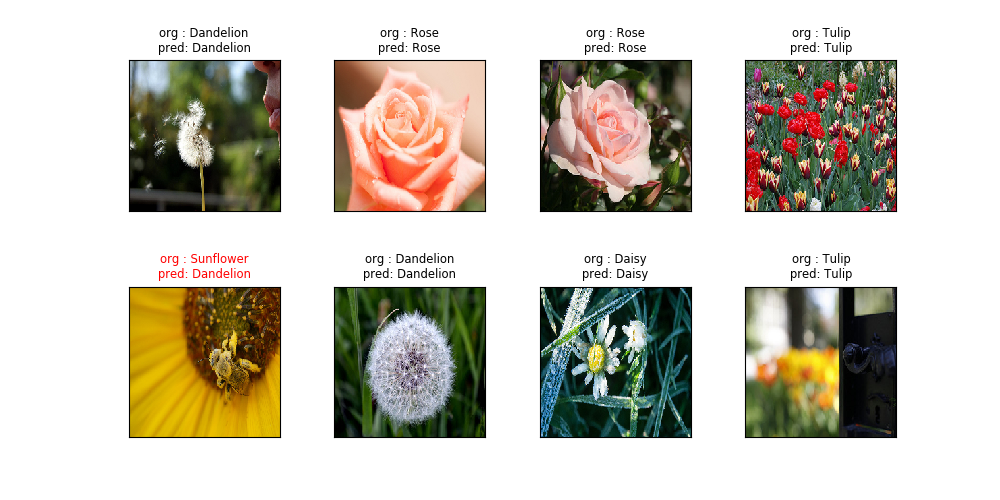 org : Dandelion
pred: Dandelion
org : Rose
pred: Rose
org : Rose
pred: Rose
org : Tulip
pred: Tulip
org : Sunflower
pred: Dandelion
org : Dandelion
pred: Dandelion
org : Daisy
pred: Daisy
org : Tulip
pred: Tulip